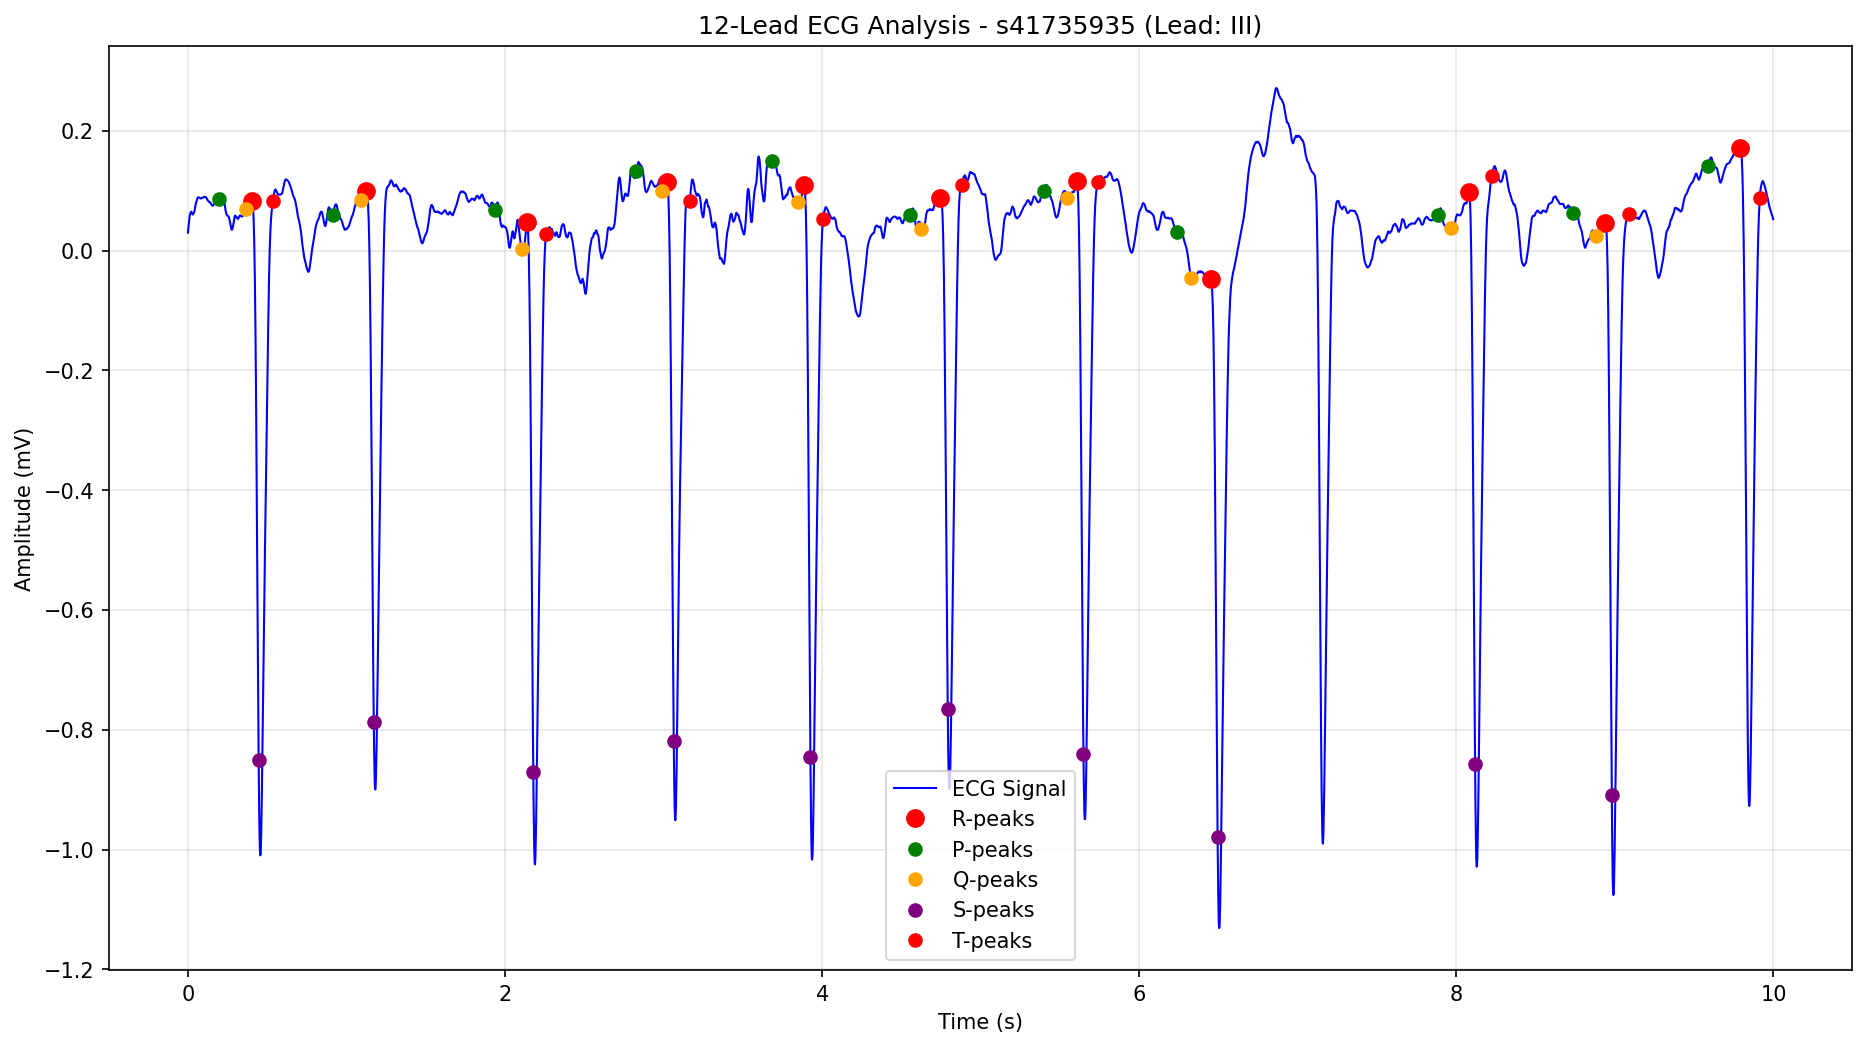 12-Lead ECG Analysis - s41735935 (Lead: III)
Amplitude (mV)
0.2
0.0
−0.2
−0.4
−0.6
−0.8
−1.0
−1.2
ECG Signal
R-peaks
P-peaks
Q-peaks
S-peaks
T-peaks
0 2 4 6 8 10
Time (s)